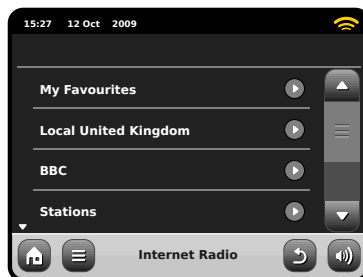 15:27 12 Oct 2009
My Favourites
Local United Kingdom
BBC
Stations
Internet Radio